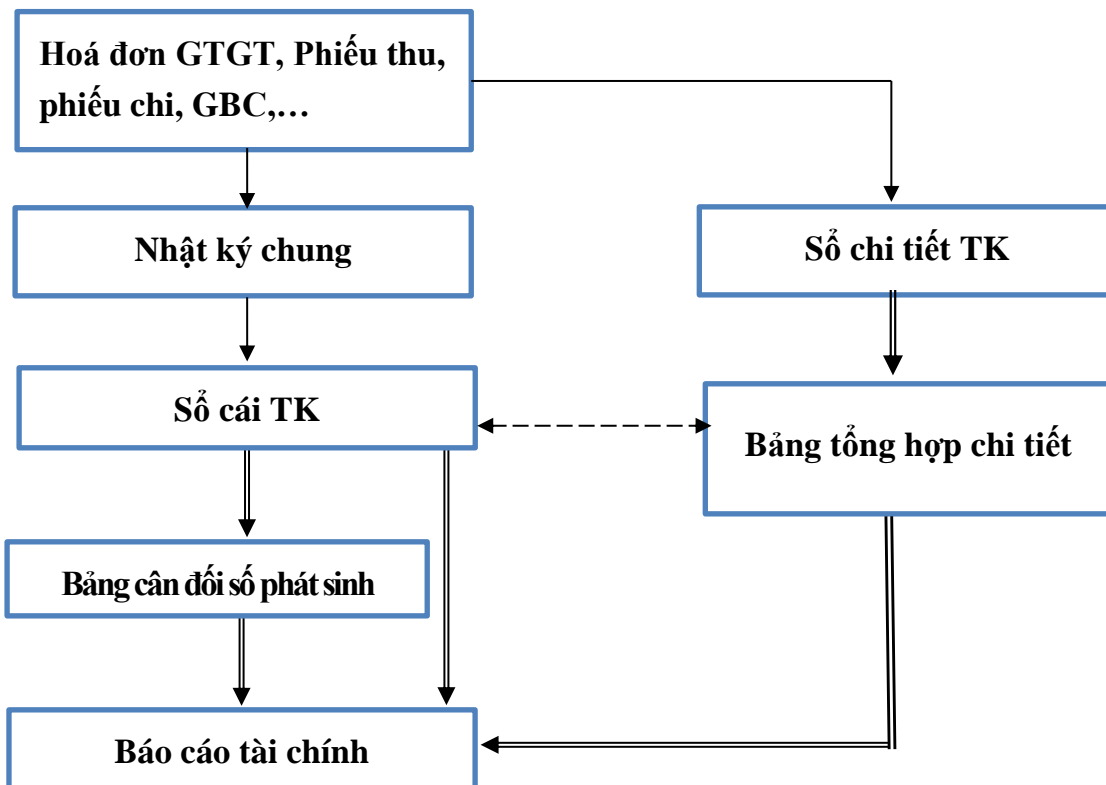 Hoá đơn GTGT, Phiếu thu,
phiếu chi, GBC,…
Nhật ký chung
Sổ chi tiết TK
Sổ cái TK
Bảng tổng hợp chi tiết
Bảng cân đối số phát sinh
Báo cáo tài chính